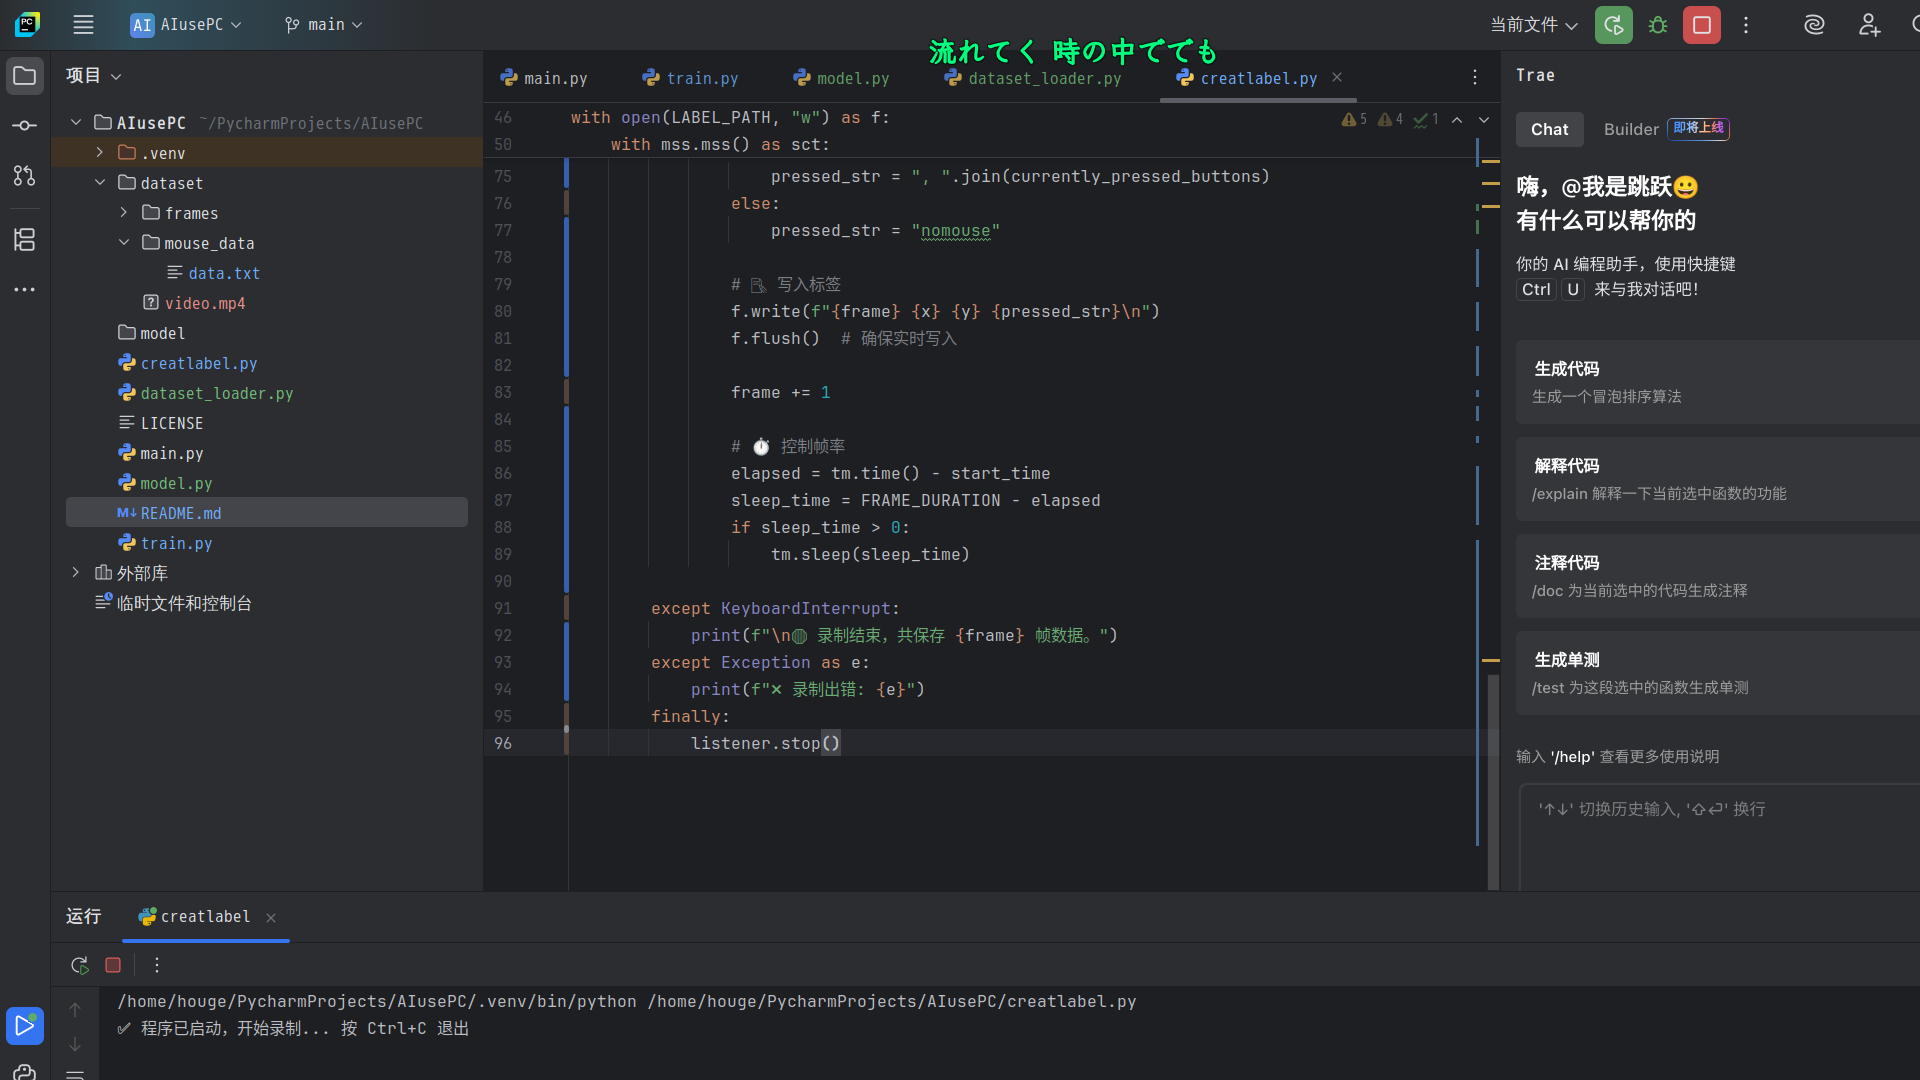 AI AIusePC main 当前文件
流れてく 時の中ででも
项目
AIusePC ~/PycharmProjects/AIusePC
.venv
dataset
frames
mouse_data
data.txt
video.mp4
model
creatlabel.py
dataset_loader.py
LICENSE
main.py
model.py
README.md
train.py
外部库
临时文件和控制台
main.py train.py model.py dataset_loader.py creatlabel.py
46 with open(LABEL_PATH, "w") as f:
5 4 1
50 with mss.mss() as sct:
75 pressed_str = ", ".join(currently_pressed_buttons)
76 else:
77 pressed_str = "nomouse"
78
79 # 写入标签
80 f.write(f"{frame} {x} {y} {pressed_str}\n")
81 f.flush() # 确保实时写入
82
83 frame += 1
84
85 # ⏱ 控制帧率
86 elapsed = tm.time() - start_time
87 sleep_time = FRAME_DURATION - elapsed
88 if sleep_time > 0:
89 tm.sleep(sleep_time)
90
91 except KeyboardInterrupt:
92 print(f"\n 录制结束，共保存 {frame} 帧数据。")
93 except Exception as e:
94 print(f"❌ 录制出错: {e}")
95 finally:
96 listener.stop()
Trae
Chat Builder 即将上线
嗨，@我是跳跃😀
有什么可以帮你的
你的 AI 编程助手，使用快捷键
Ctrl U 来与我对话吧！
生成代码
生成一个冒泡排序算法
解释代码
/explain 解释一下当前选中函数的功能
注释代码
/doc 为当前选中的代码生成注释
生成单测
/test 为这段选中的函数生成单测
输入 '/help' 查看更多使用说明
'↑↓' 切换历史输入, '⇧⏎' 换行
运行 creatlabel
/home/houge/PycharmProjects/AIusePC/.venv/bin/python /home/houge/PycharmProjects/AIusePC/creatlabel.py
✅ 程序已启动，开始录制... 按 Ctrl+C 退出